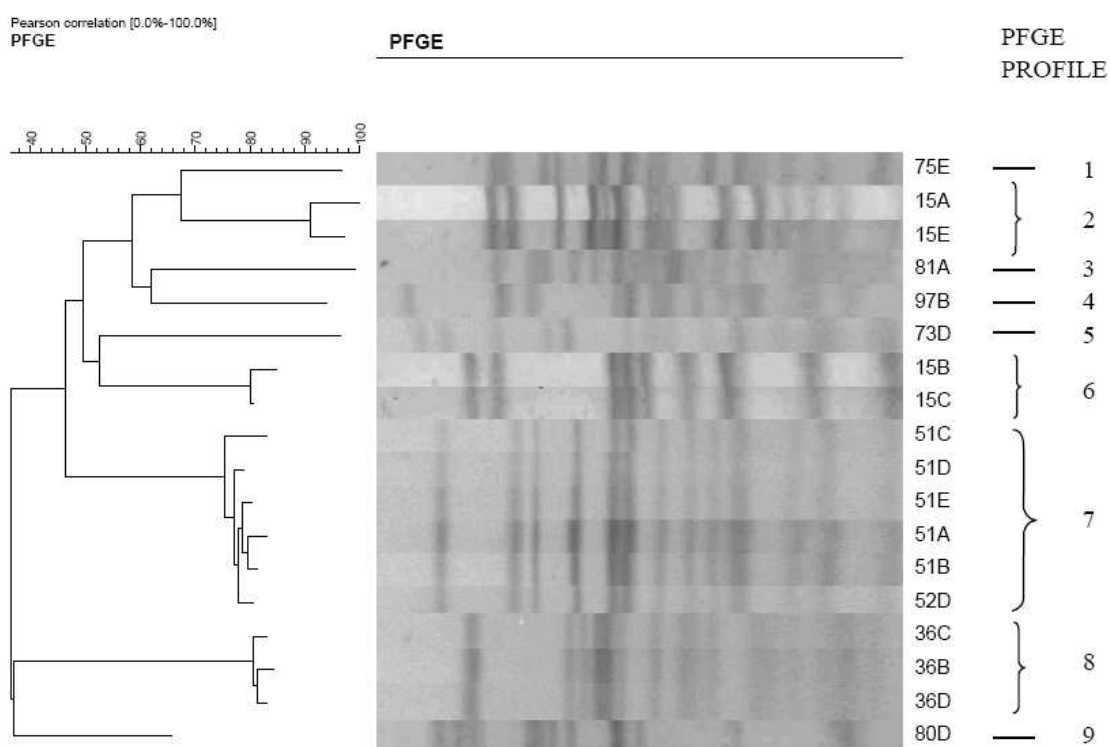 Pearson correlation [0.0%-100.0%]
PFGE
PFGE
PFGE
PROFILE
40 50 60 70 80 90 100
75E 1
15A
15E
2
81A 3
97B 4
73D 5
15B
15C
6
51C
51D
51E
51A
51B
52D
7
36C
36B
36D
8
80D 9